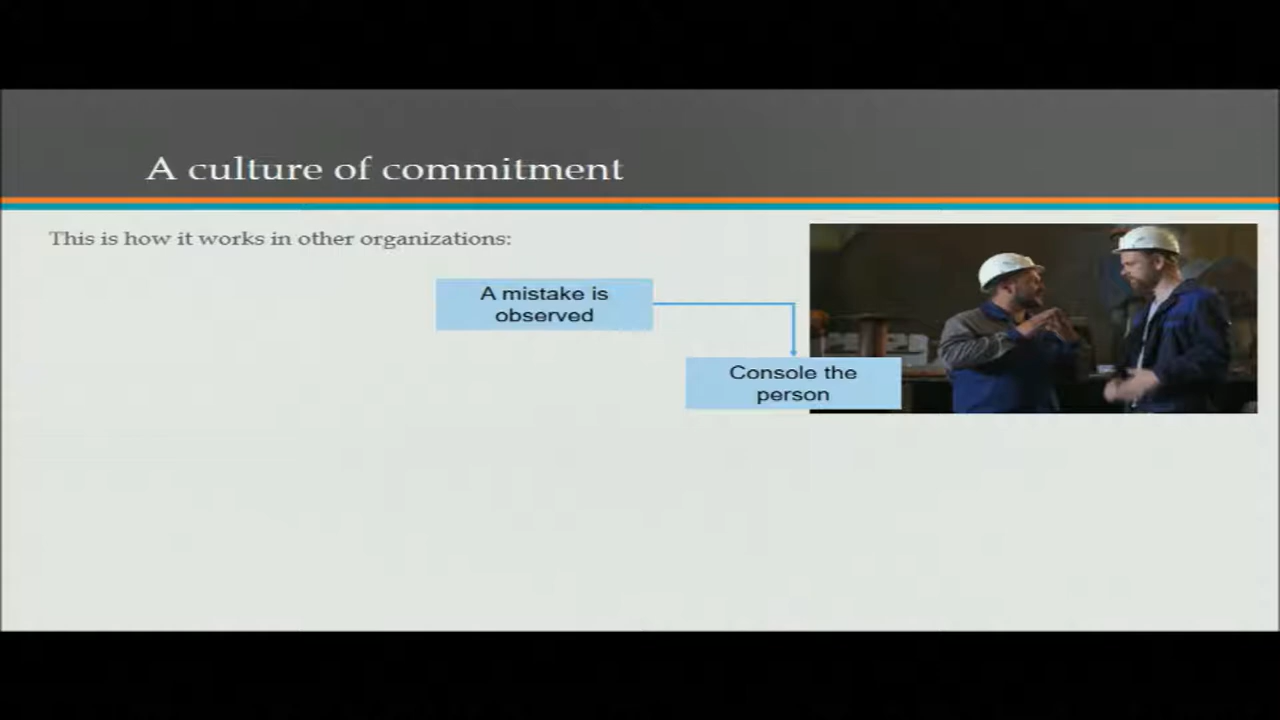 A culture of commitment
This is how it works in other organizations:
A mistake is
observed
Console the
person